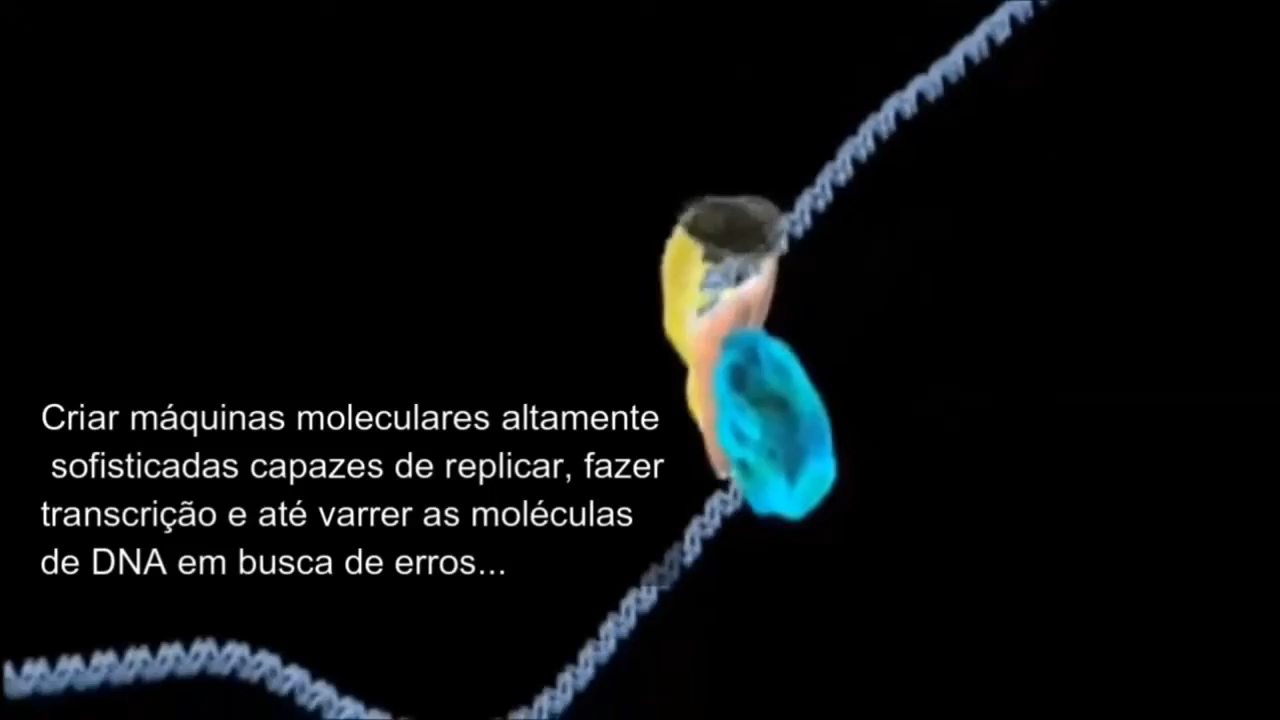 Criar máquinas moleculares altamente
sofisticadas capazes de replicar, fazer
transcrição e até varrer as moléculas
de DNA em busca de erros...